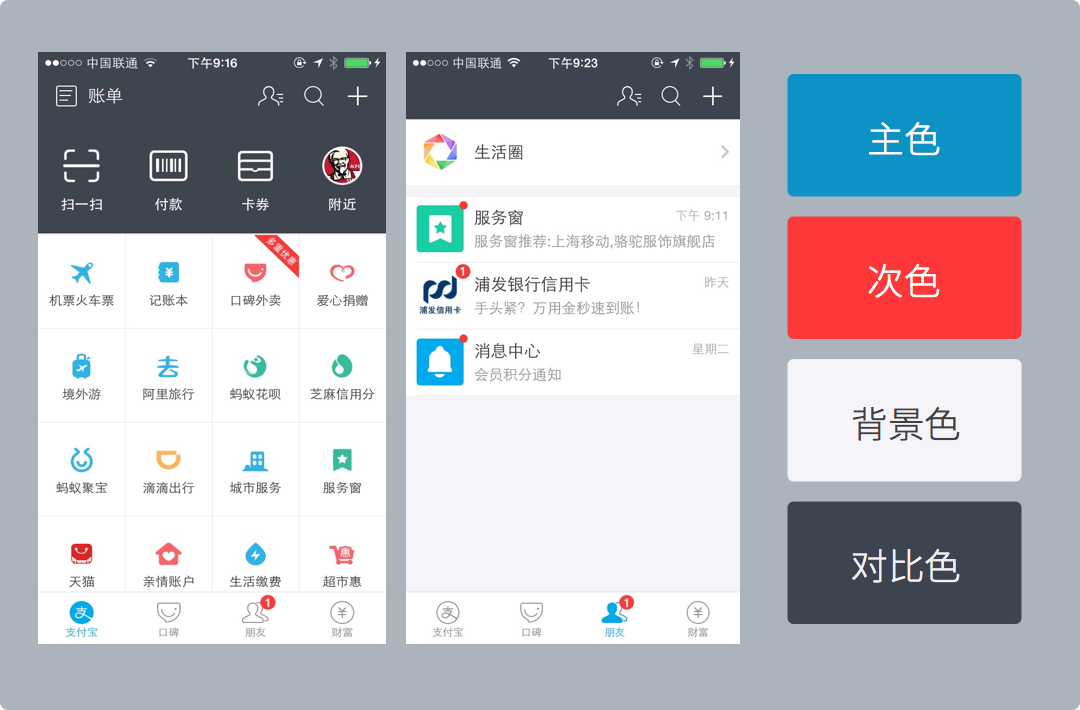 中国联通 下午9:16
账单
扫一扫 付款 卡券 附近
KFC
多重优惠
机票火车票 记账本 口碑外卖 爱心捐赠
境外游 阿里旅行 蚂蚁花呗 芝麻信用分
蚂蚁聚宝 滴滴出行 城市服务 服务窗
惠
天猫 亲情账户 生活缴费 超市惠
支 1
支付宝 口碑 朋友 财富
中国联通 下午9:23
生活圈
服务窗 下午 9:11
服务窗推荐:上海移动,骆驼服饰旗舰店
1
浦发银行信用卡 昨天
浦发信用卡
手头紧？万用金秒速到账！
消息中心 星期二
会员积分通知
支 1
支付宝 口碑 朋友 财富
主色
次色
背景色
对比色